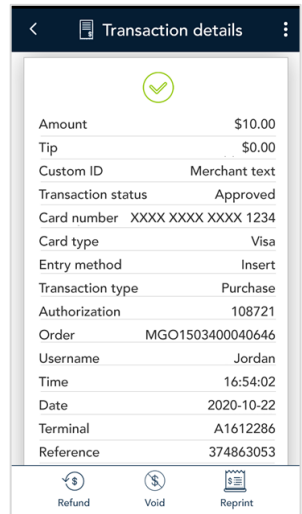 Transaction details
Amount $10.00
Tip $0.00
Custom ID Merchant text
Transaction status Approved
Card number XXXX XXXX XXXX 1234
Card type Visa
Entry method Insert
Transaction type Purchase
Authorization 108721
Order MGO1503400040646
Username Jordan
Time 16:54:02
Date 2020-10-22
Terminal A1612286
Reference 374863053
Refund Void Reprint